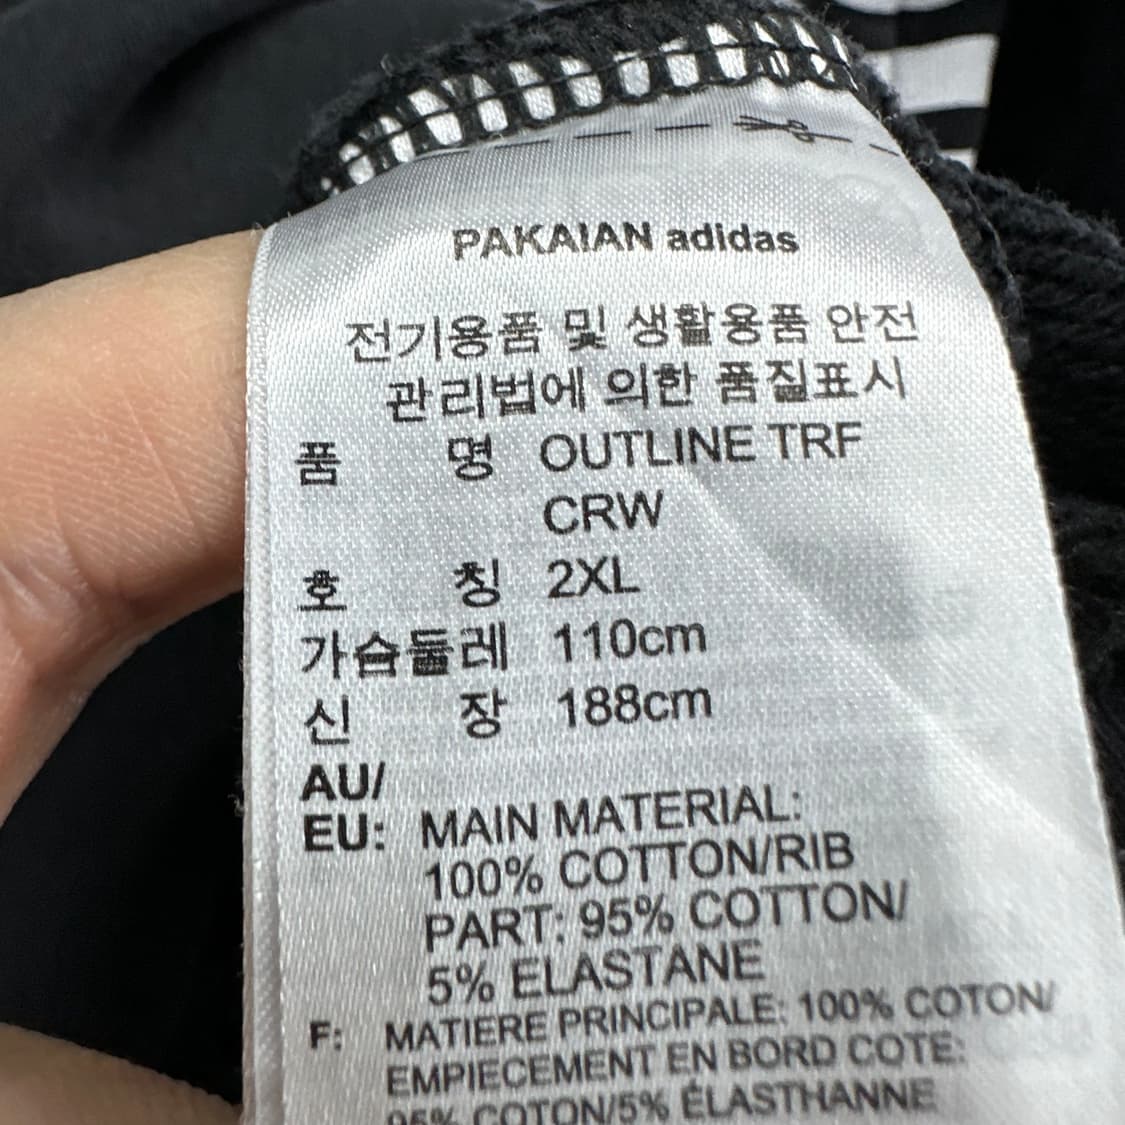 PAKAIAN adidas
전기용품 및 생활용품 안전
관리법에 의한 품질표시
품 명 OUTLINE TRF
CRW
호 칭 2XL
가슴둘레 110cm
신 장 188cm
AU/
EU: MAIN MATERIAL:
100% COTTON/RIB
PART: 95% COTTON/
5% ELASTANE
F: MATIERE PRINCIPALE: 100% COTON/
EMPIECEMENT EN BORD COTE:
95% COTON/5% ÉLASTHANNE